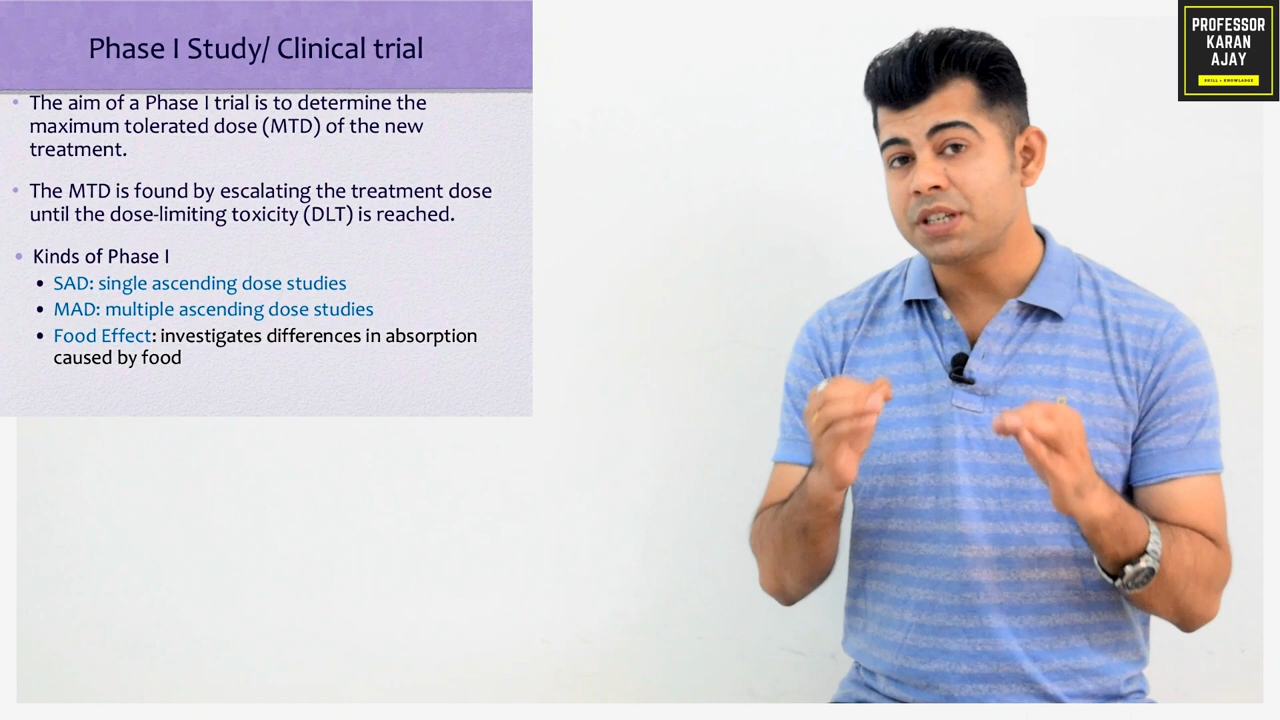 Phase I Study/ Clinical trial
• The aim of a Phase I trial is to determine the
maximum tolerated dose (MTD) of the new
treatment.
• The MTD is found by escalating the treatment dose
until the dose-limiting toxicity (DLT) is reached.
• Kinds of Phase I
• SAD: single ascending dose studies
• MAD: multiple ascending dose studies
• Food Effect: investigates differences in absorption
caused by food
PROFESSOR
KARAN
AJAY
SKILL + KNOWLEDGE